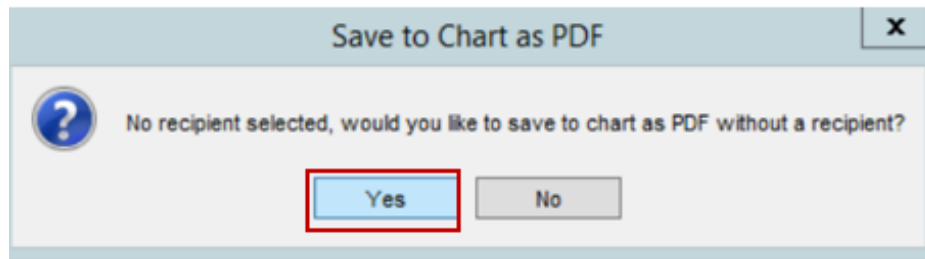 Save to Chart as PDF
x
No recipient selected, would you like to save to chart as PDF without a recipient?
Yes
No